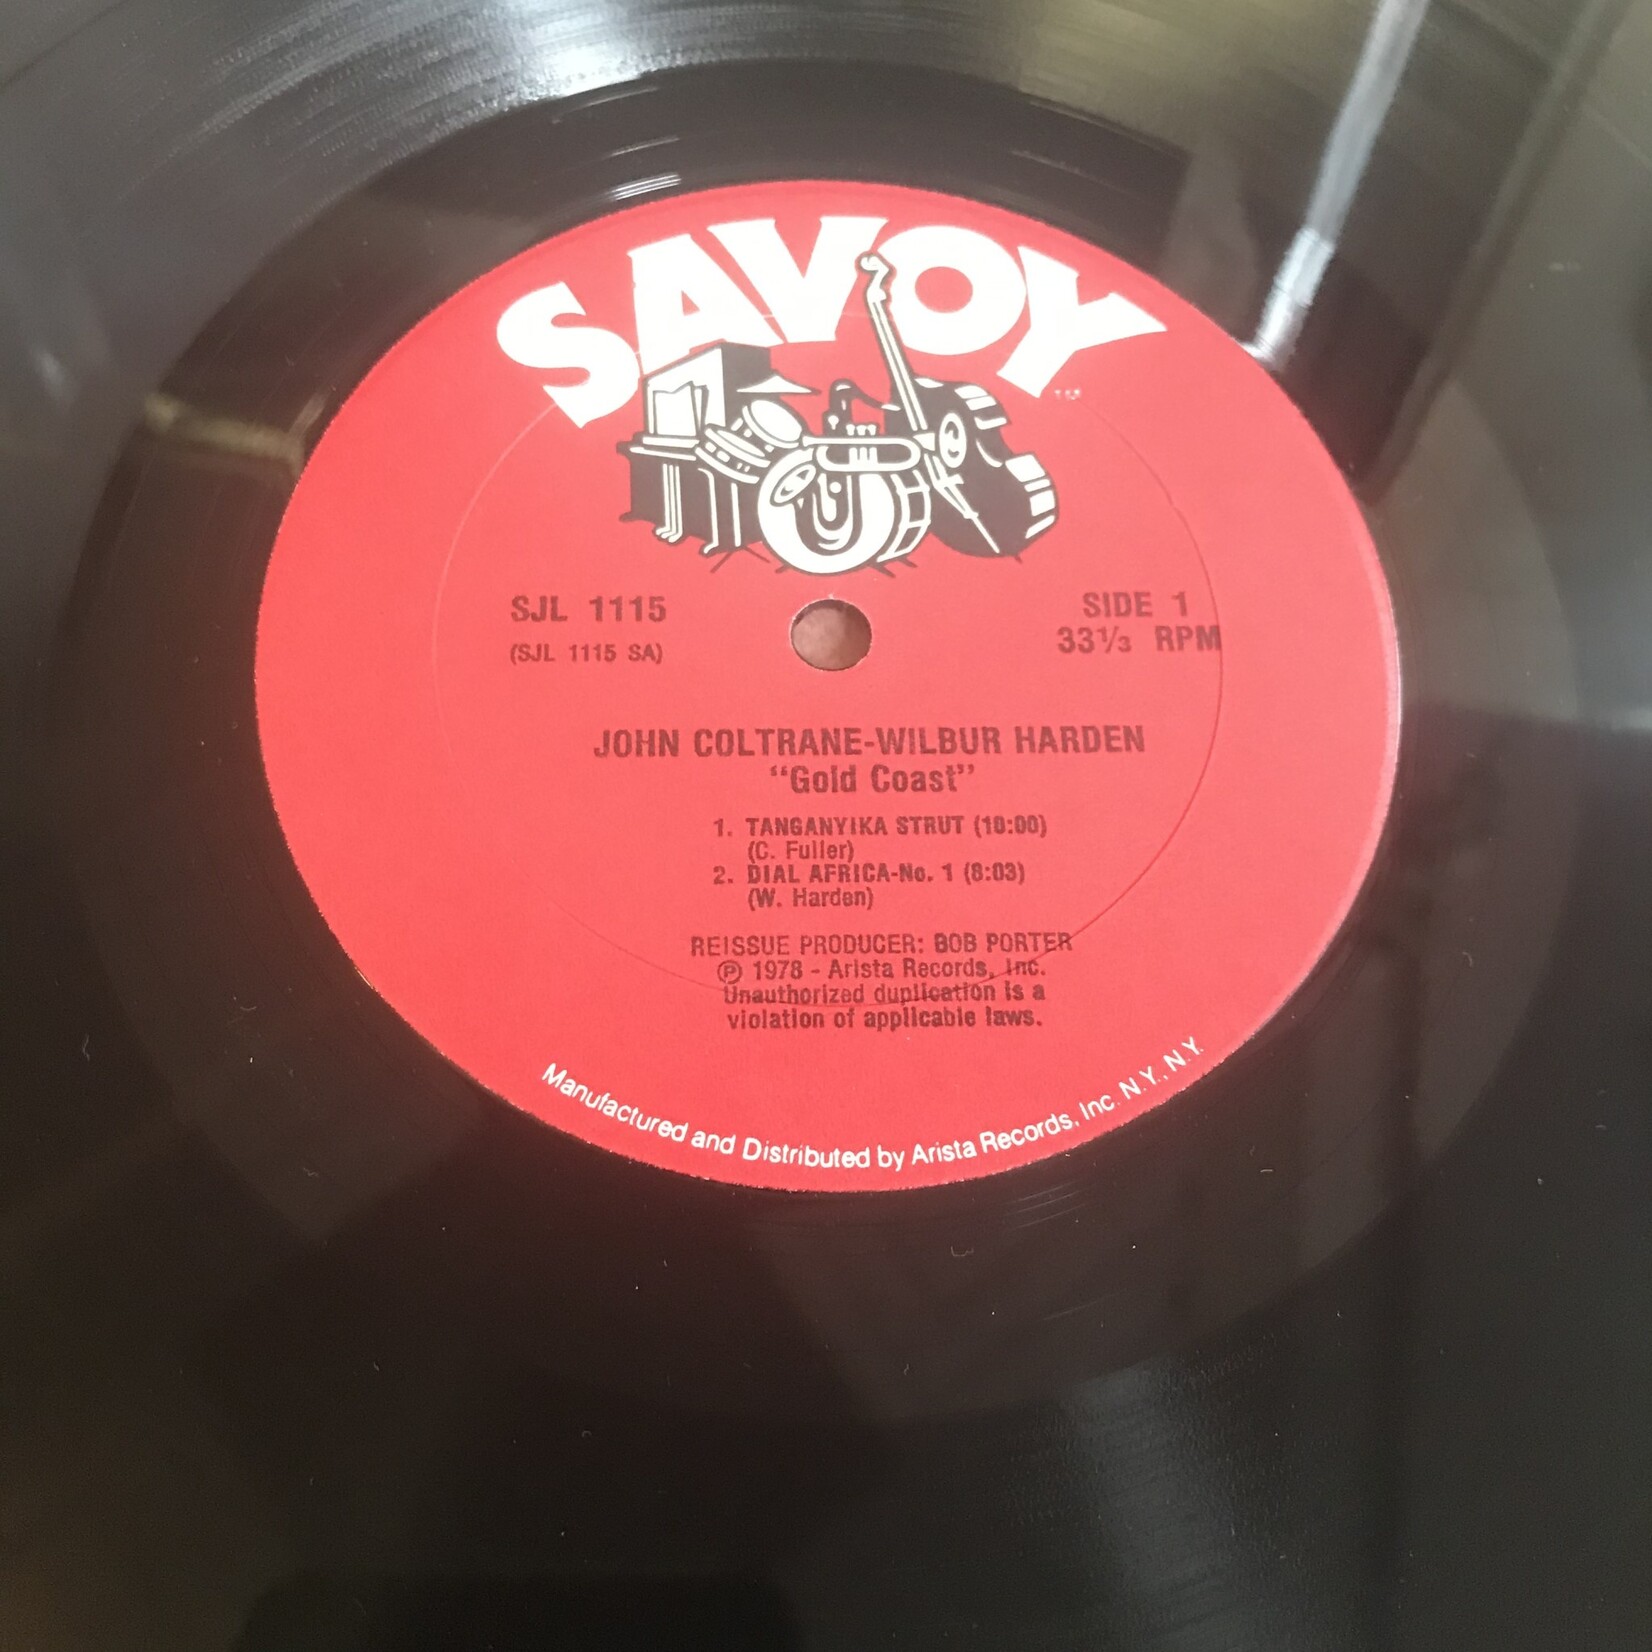 SAVOY
TM
SJL 1115
(SJL 1115 SA)
SIDE 1
33⅓ RPM
JOHN COLTRANE-WILBUR HARDEN
“Gold Coast”
1. TANGANYIKA STRUT (10:00)
(C. Fuller)
2. DIAL AFRICA-No. 1 (8:03)
(W. Harden)
REISSUE PRODUCER: BOB PORTER
℗ 1978 - Arista Records, Inc.
Unauthorized duplication is a
violation of applicable laws.
Manufactured and Distributed by Arista Records, Inc. N.Y., N.Y.